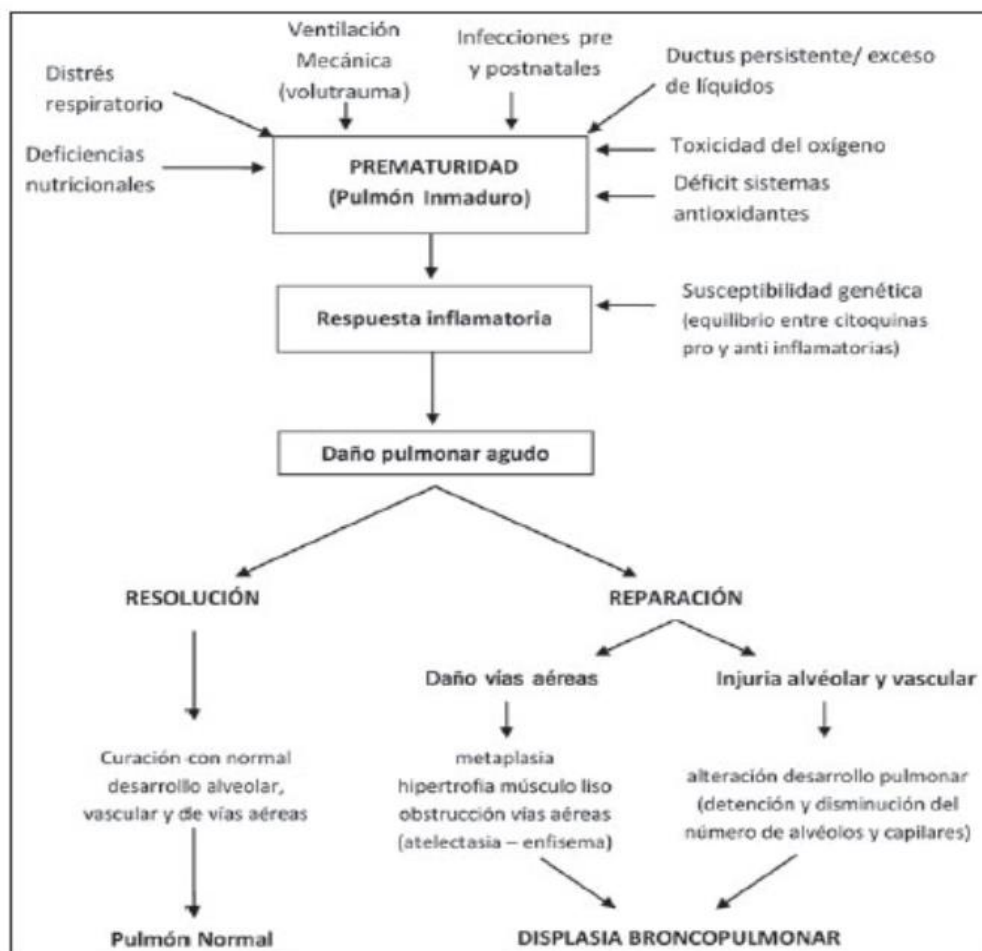 Ventilación
Mecánica
(volutrauma)
Infecciones pre
y postnatales
Ductus persistente/ exceso
de líquidos
Distrés
respiratorio
Deficiencias
nutricionales
PREMATURIDAD
(Pulmón Inmaduro)
Toxicidad del oxígeno
Déficit sistemas
antioxidantes
Respuesta inflamatoria
Susceptibilidad genética
(equilibrio entre citoquinas
pro y anti inflamatorias)
Daño pulmonar agudo
RESOLUCIÓN
REPARACIÓN
Daño vías aéreas
Injuria alvéolar y vascular
Curación con normal
desarrollo alveolar,
vascular y de vías aéreas
metaplasia
hipertrofia músculo liso
obstrucción vías aéreas
(atelectasia – enfisema)
alteración desarrollo pulmonar
(detención y disminución del
número de alvéolos y capilares)
Pulmón Normal
DISPLASIA BRONCOPULMONAR